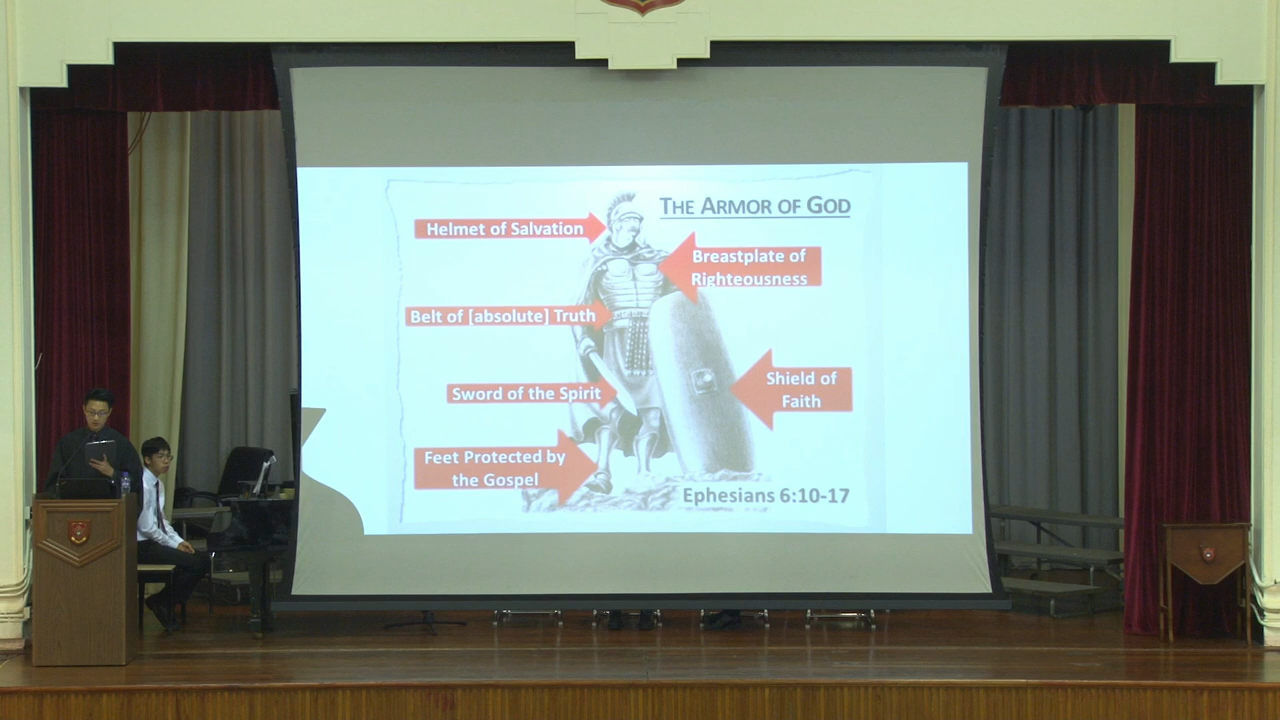 THE ARMOR OF GOD
Helmet of Salvation
Breastplate of
Righteousness
Belt of [absolute] Truth
Shield of
Faith
Sword of the Spirit
Feet Protected by
the Gospel
Ephesians 6:10-17